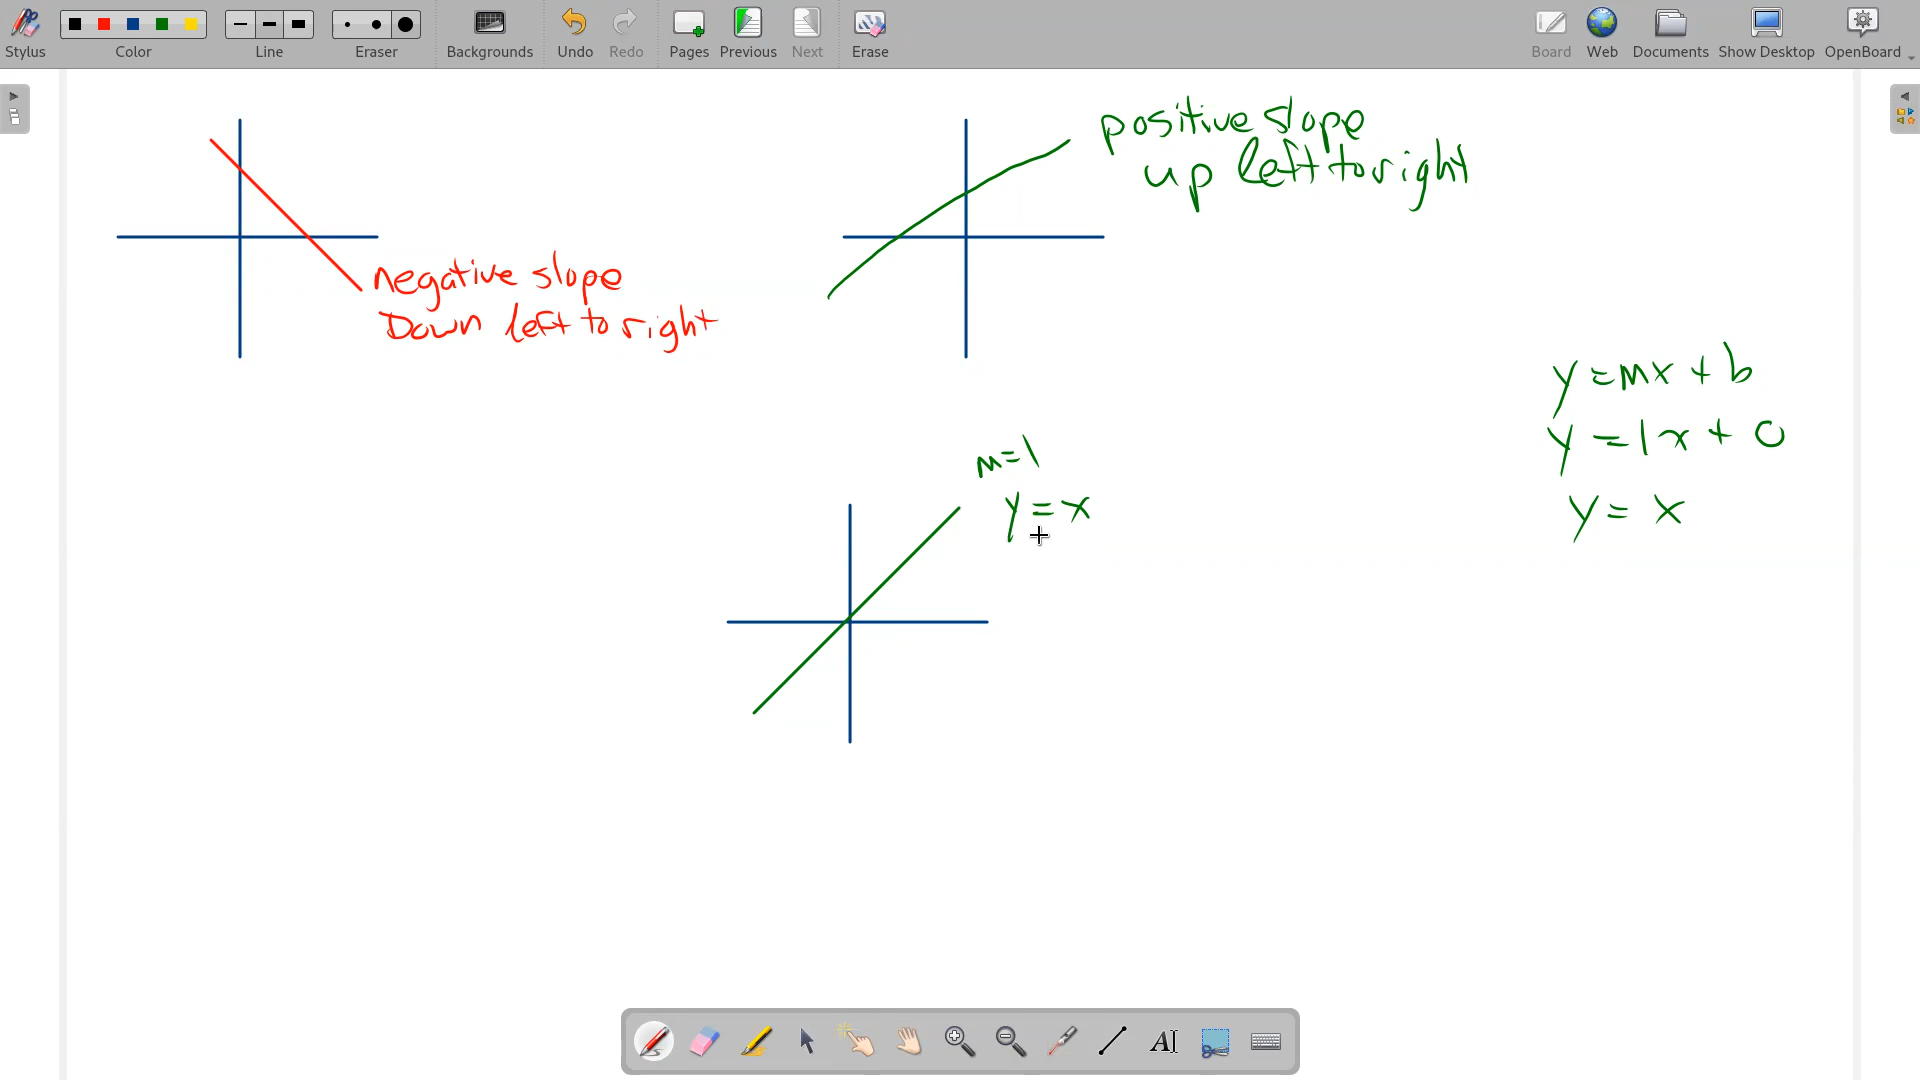 Stylus
Color
Line
Eraser
Backgrounds
Undo
Redo
Pages
Previous
Next
Erase
Board
Web
Documents
Show Desktop
OpenBoard
positive slope
up left to right
negative slope
Down left to right
y = mx + b
y = 1x + 0
y = x
m = 1
y = x
AI